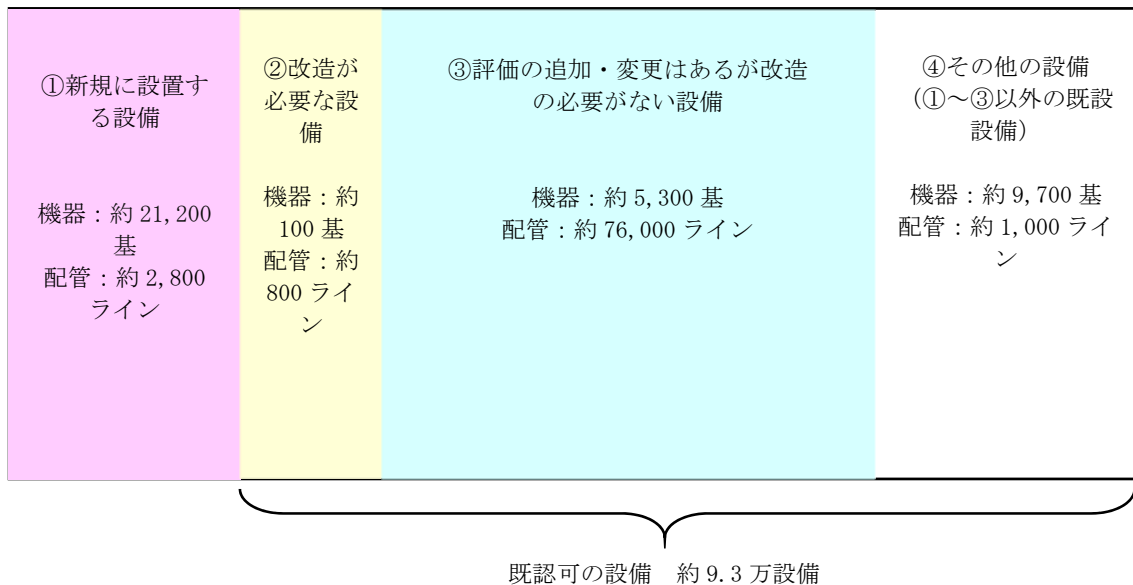 ①新規に設置す
る設備
機器：約 21,200
基
配管：約 2,800
ライン
②改造が
必要な設
備
機器：約
100 基
配管：約
800 ライ
ン
③評価の追加・変更はあるが改造
の必要がない設備
機器：約 5,300 基
配管：約 76,000 ライン
④その他の設備
（①～③以外の既設
設備）
機器：約 9,700 基
配管：約 1,000 ライ
ン
既認可の設備　約 9.3 万設備